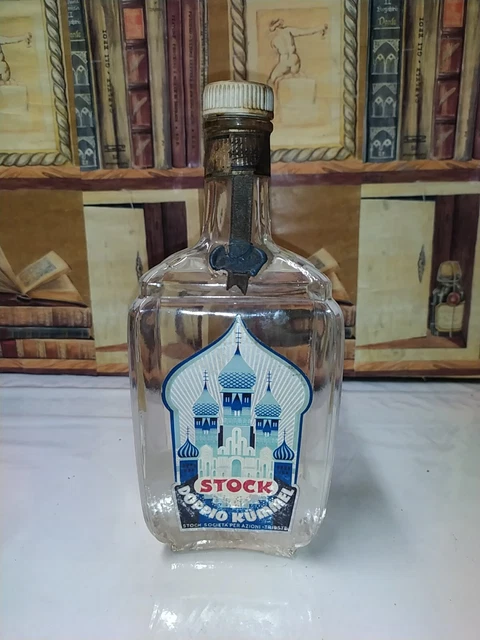 STOCK
DOPPIO KÜMMEL
STOCK SOCIETÀ PER AZIONI - TRIESTE